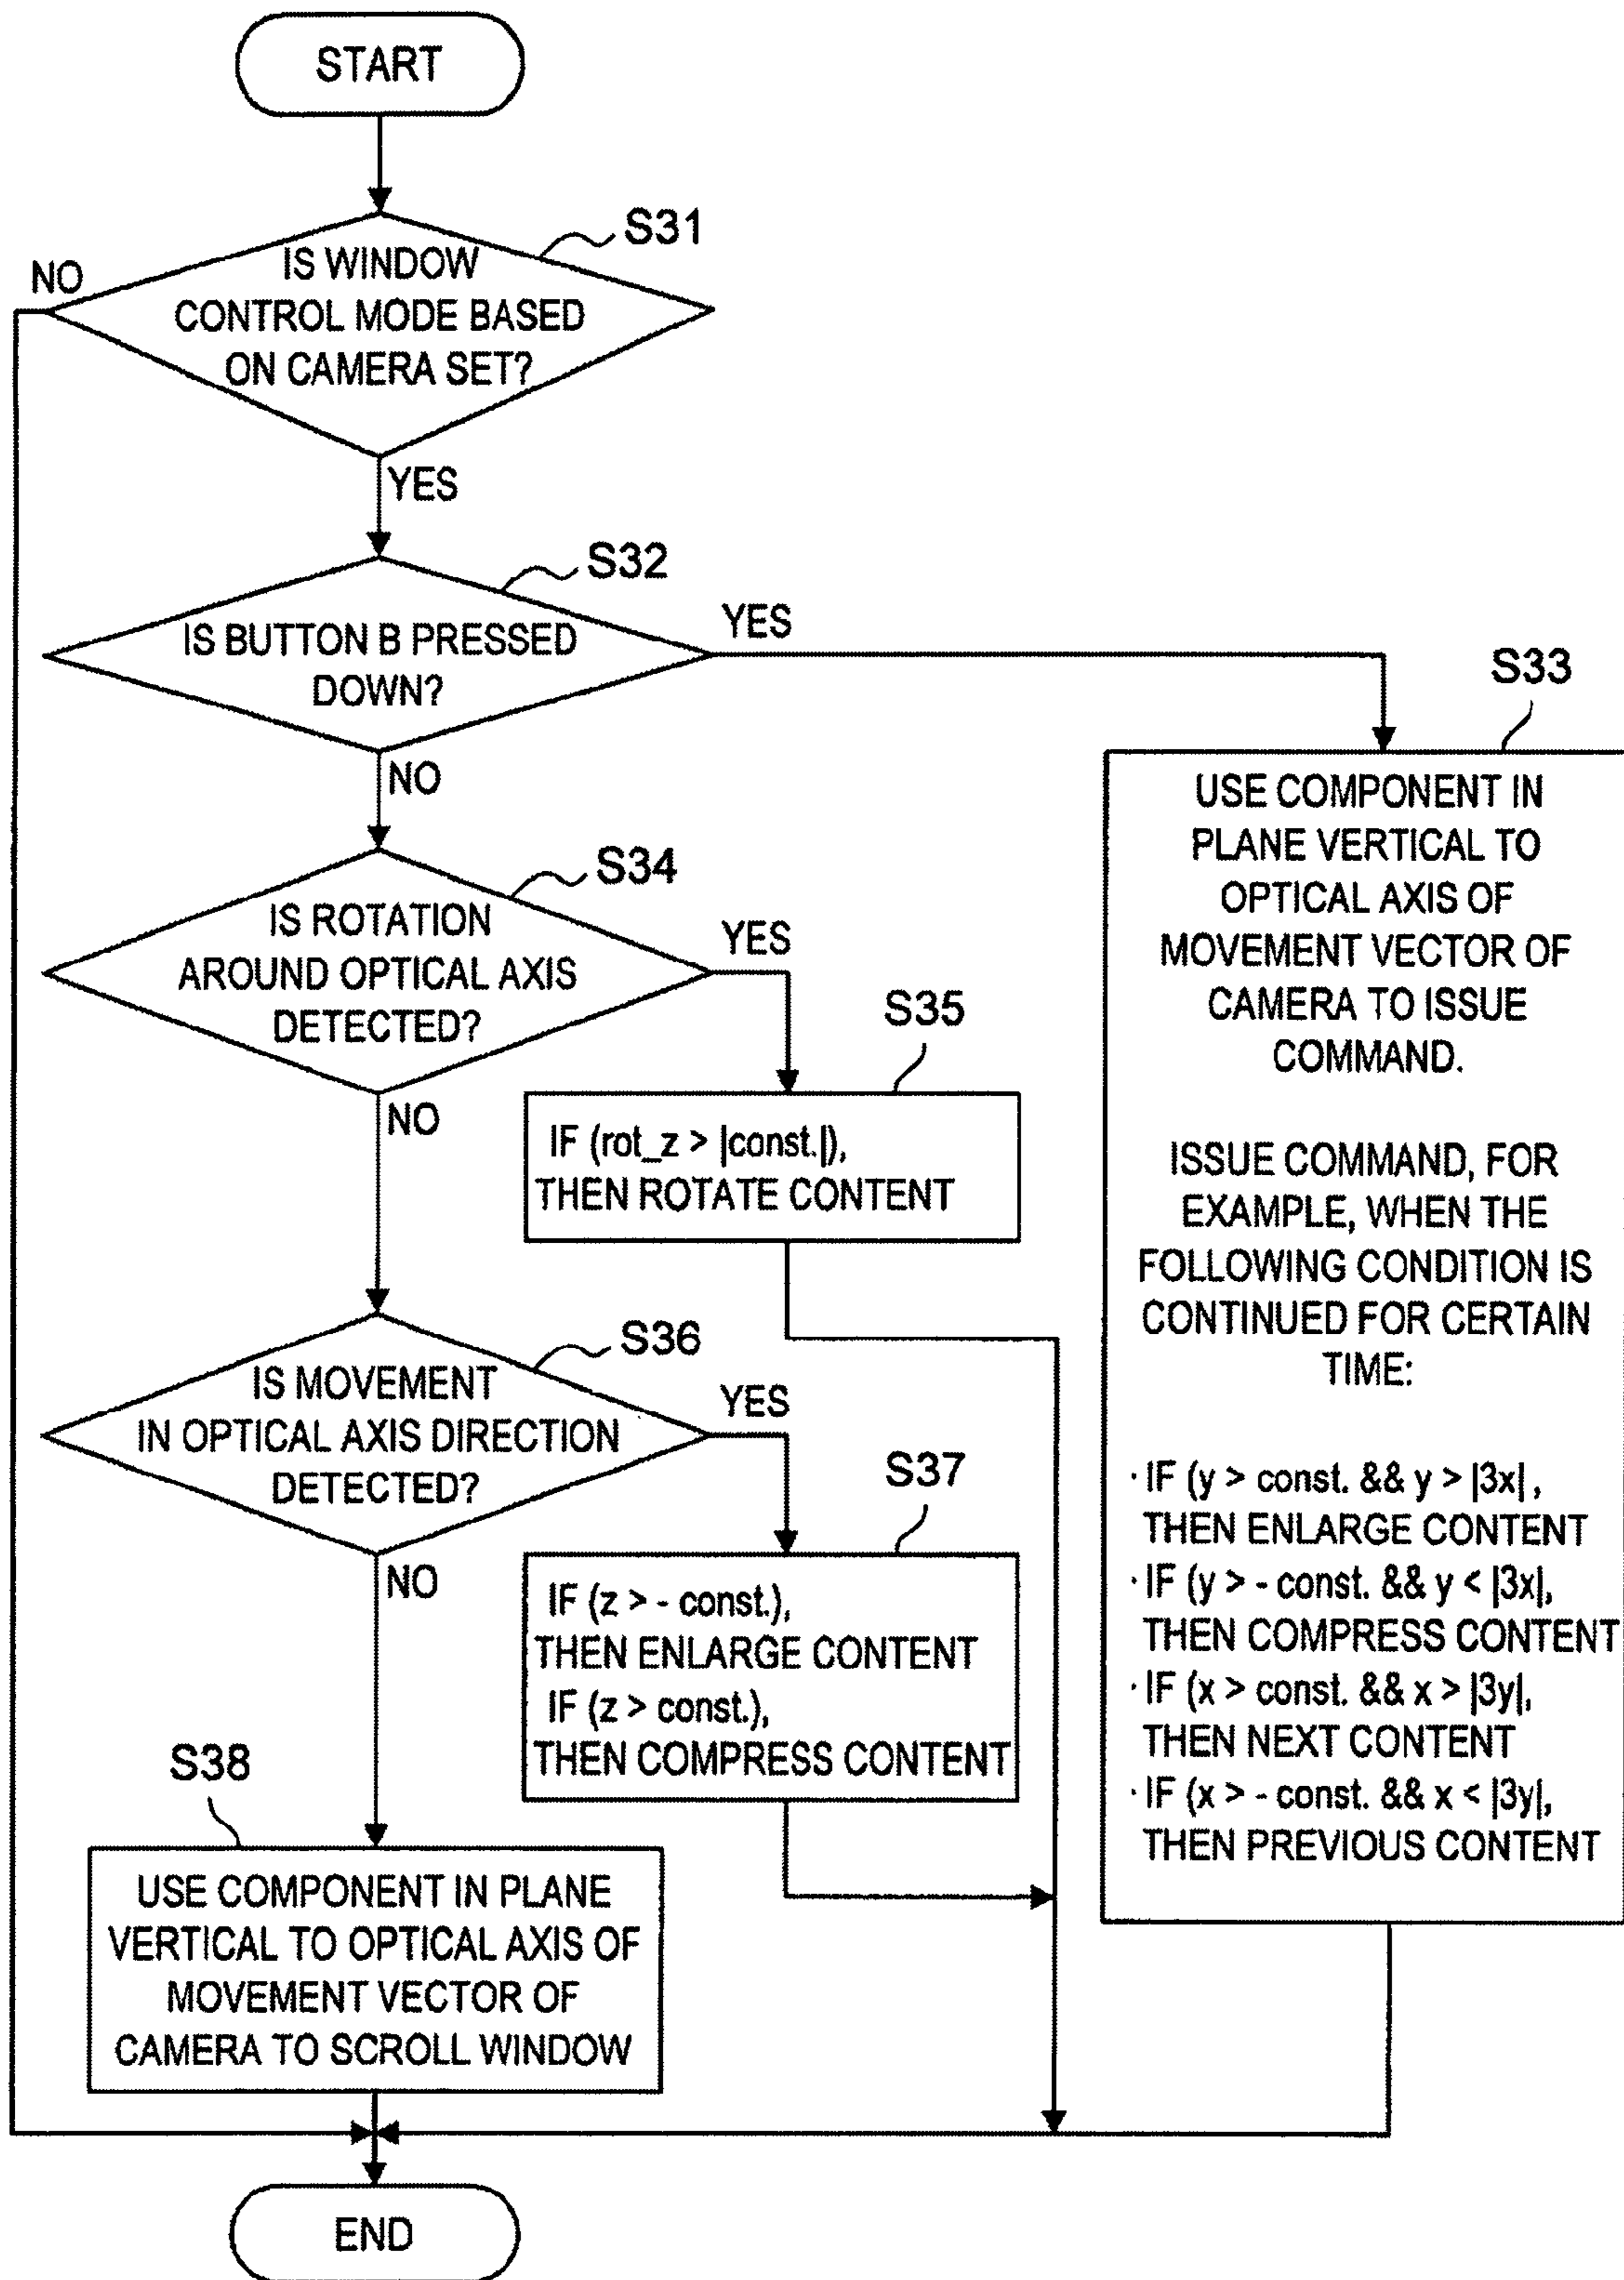 START
S31
NO
IS WINDOW
CONTROL MODE BASED
ON CAMERA SET?
YES
S32
IS BUTTON B PRESSED
DOWN?
YES
NO
S33
USE COMPONENT IN
PLANE VERTICAL TO
OPTICAL AXIS OF
MOVEMENT VECTOR OF
CAMERA TO ISSUE
COMMAND.
ISSUE COMMAND, FOR
EXAMPLE, WHEN THE
FOLLOWING CONDITION IS
CONTINUED FOR CERTAIN
TIME:
· IF (y > const. && y > |3x| ,
THEN ENLARGE CONTENT
· IF (y > - const. && y < |3x|,
THEN COMPRESS CONTENT
· IF (x > const. && x > |3y|,
THEN NEXT CONTENT
· IF (x > - const. && x < |3y|,
THEN PREVIOUS CONTENT
S34
IS ROTATION
AROUND OPTICAL AXIS
DETECTED?
YES
NO
S35
IF (rot_z > |const.|),
THEN ROTATE CONTENT
S36
IS MOVEMENT
IN OPTICAL AXIS DIRECTION
DETECTED?
YES
NO
S37
IF (z > - const.),
THEN ENLARGE CONTENT
IF (z > const.),
THEN COMPRESS CONTENT
S38
USE COMPONENT IN PLANE
VERTICAL TO OPTICAL AXIS OF
MOVEMENT VECTOR OF
CAMERA TO SCROLL WINDOW
END